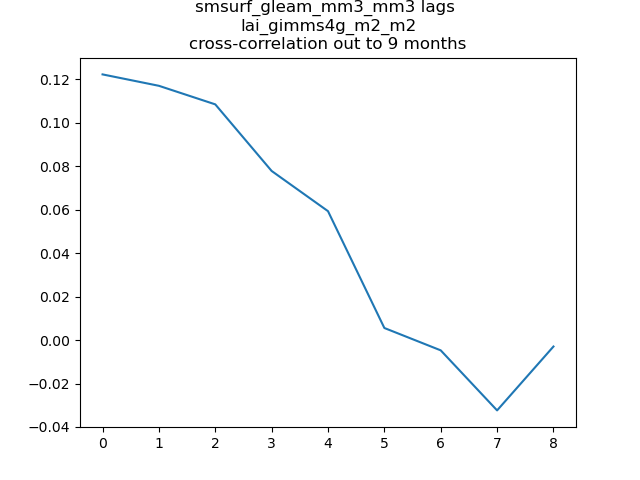 smsurf_gleam_mm3_mm3 lags
lai_gimms4g_m2_m2
cross-correlation out to 9 months
0.12
0.10
0.08
0.06
0.04
0.02
0.00
−0.02
−0.04
0 1 2 3 4 5 6 7 8